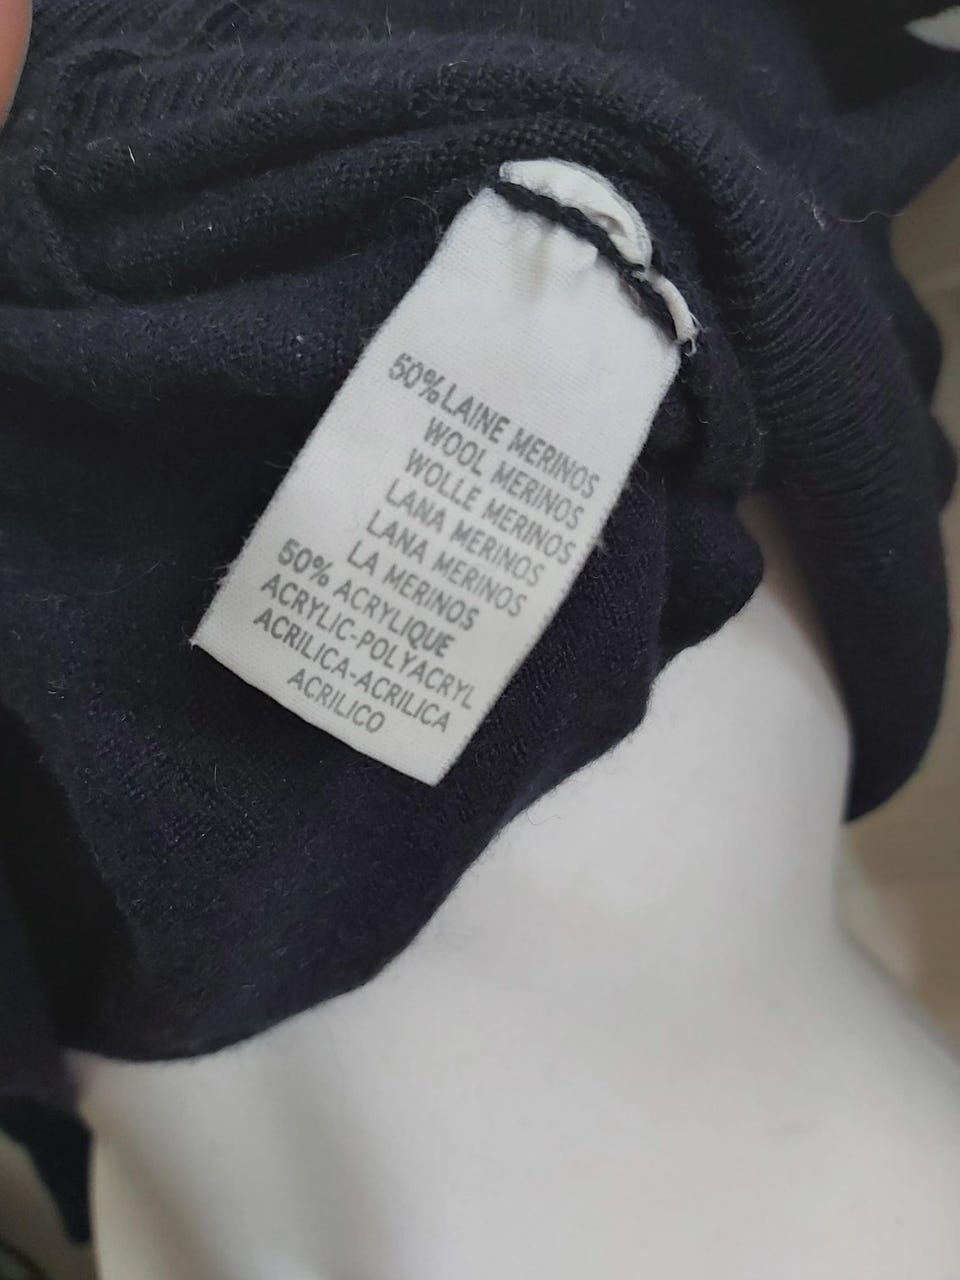 50% LAINE MERINOS
WOOL MERINOS
WOLLE MERINOS
LANA MERINOS
LANA MERINOS
LA MERINOS
50% ACRYLIQUE
ACRYLIC-POLYACRYL
ACRILICA-ACRILICA
ACRILICO